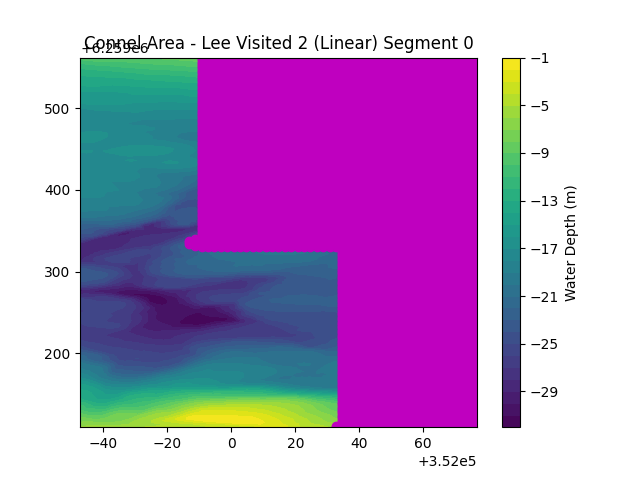 Connel Area - Lee Visited 2 (Linear) Segment 0
+6.259e6
500
400
300
200
−40 −20 0 20 40 60
+3.52e5
−1
−5
−9
−13
−17
−21
−25
−29
Water Depth (m)